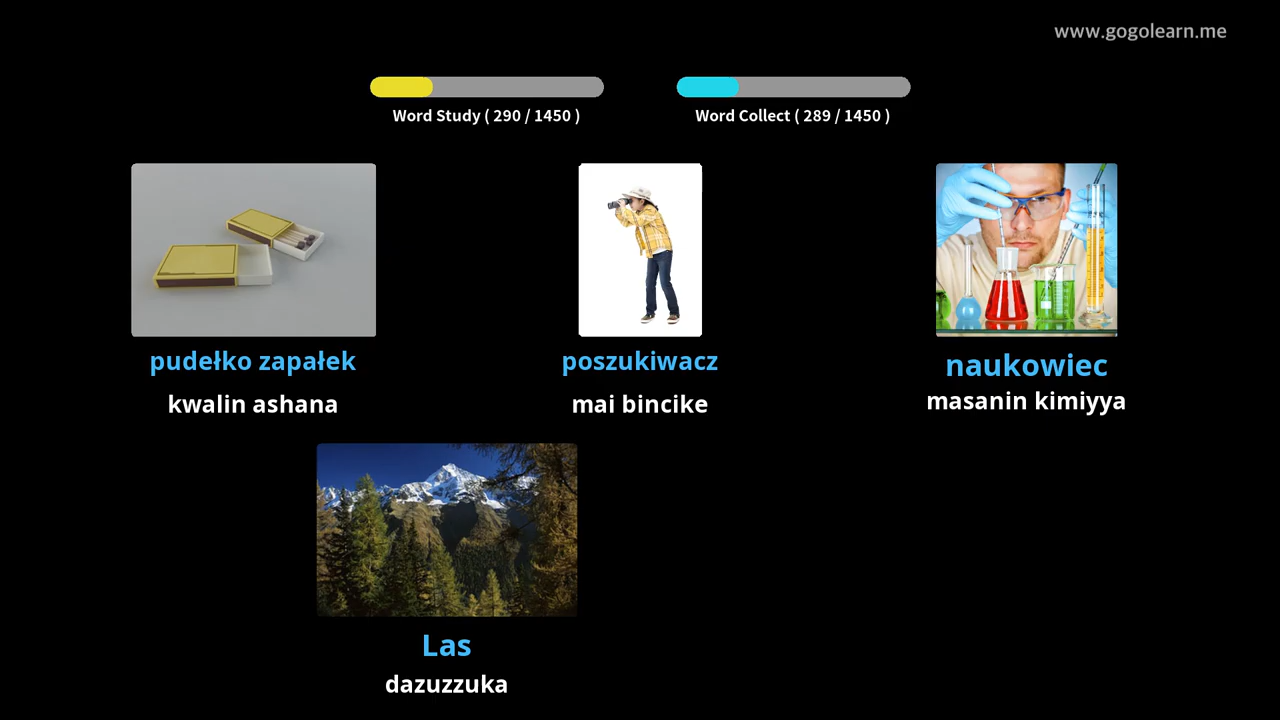 www.gogolearn.me
Word Study ( 290 / 1450 )
Word Collect ( 289 / 1450 )
pudełko zapałek
kwalin ashana
poszukiwacz
mai bincike
naukowiec
masanin kimiyya
Las
dazuzzuka